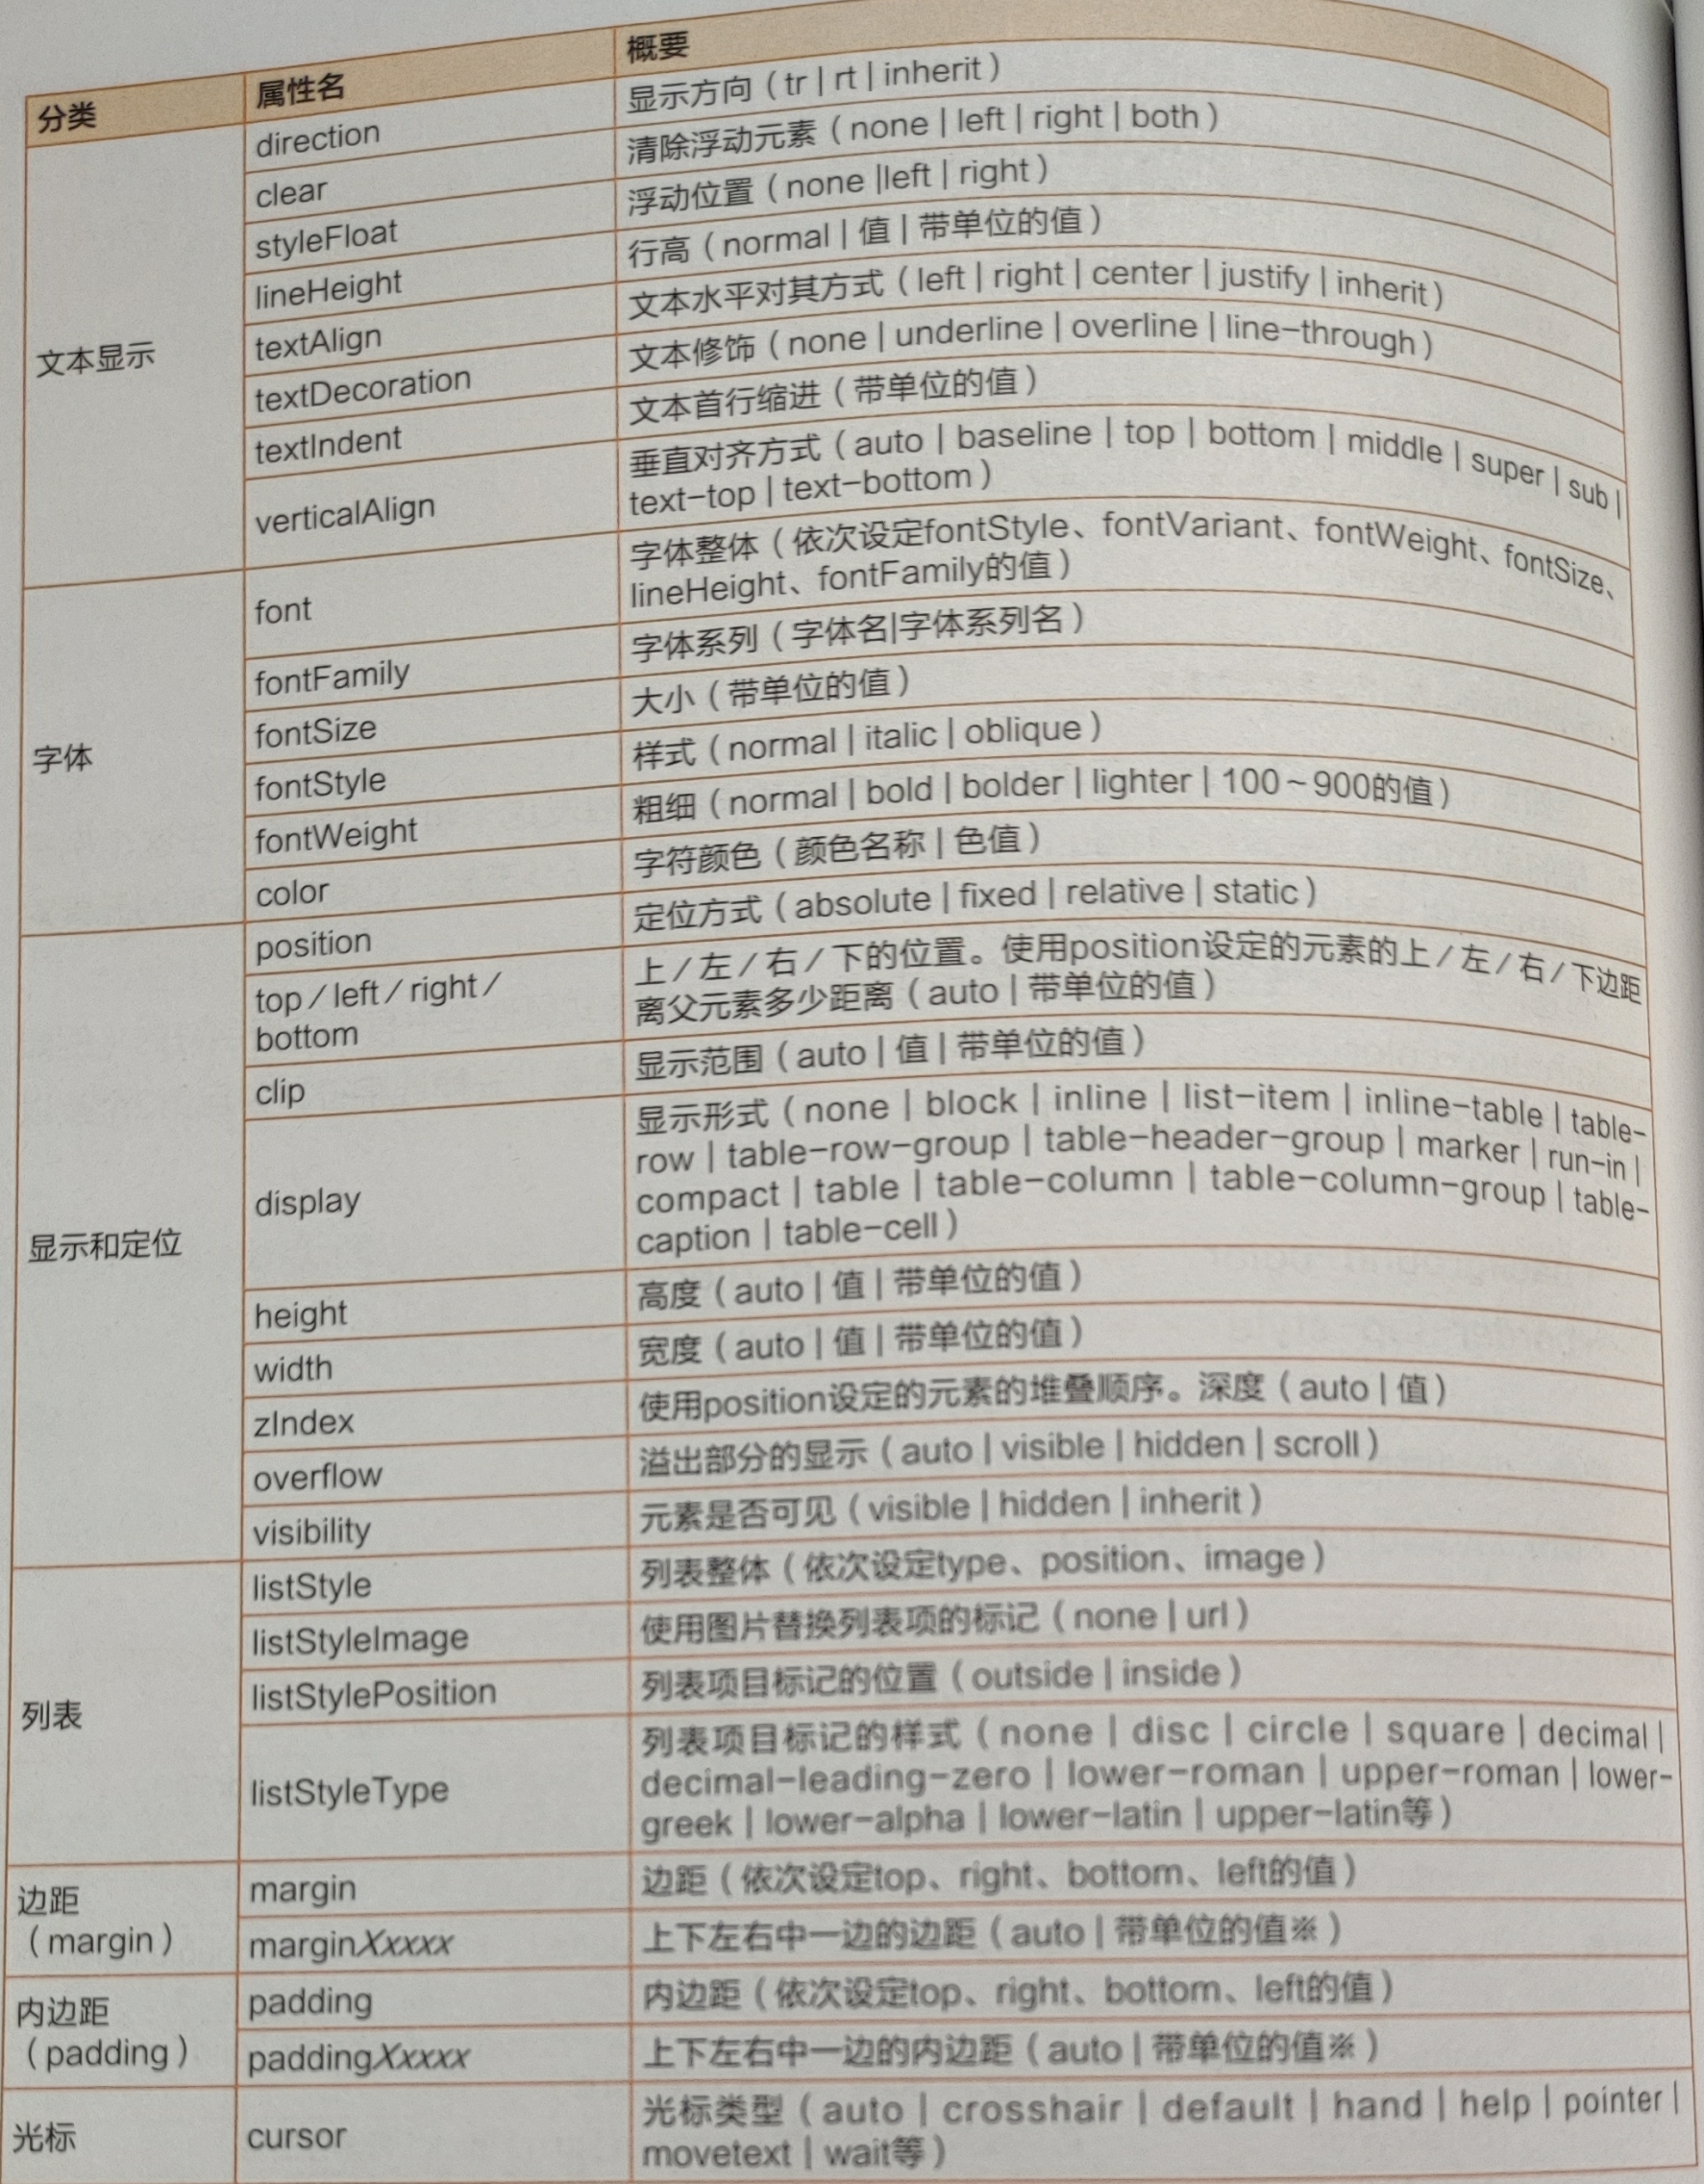 分类 属性名 概要
文本显示
direction 显示方向（tr | rt | inherit）
clear 清除浮动元素（none | left | right | both）
styleFloat 浮动位置（none |left | right）
lineHeight 行高（normal | 值 | 带单位的值）
textAlign 文本水平对其方式（left | right | center | justify | inherit）
textDecoration 文本修饰（none | underline | overline | line-through）
textIndent 文本首行缩进（带单位的值）
verticalAlign 垂直对齐方式（auto | baseline | top | bottom | middle | super | sub |
text-top | text-bottom）
字体
font 字体整体（依次设定fontStyle、fontVariant、fontWeight、fontSize、
lineHeight、fontFamily的值）
fontFamily 字体系列（字体名|字体系列名）
fontSize 大小（带单位的值）
fontStyle 样式（normal | italic | oblique）
fontWeight 粗细（normal | bold | bolder | lighter | 100～900的值）
color 字符颜色（颜色名称 | 色值）
显示和定位
position 定位方式（absolute | fixed | relative | static）
top / left / right /
bottom
上 / 左 / 右 / 下的位置。使用position设定的元素的上 / 左 / 右 / 下边距
离父元素多少距离（auto | 带单位的值）
clip 显示范围（auto | 值 | 带单位的值）
display 显示形式（none | block | inline | list-item | inline-table | table-
row | table-row-group | table-header-group | marker | run-in |
compact | table | table-column | table-column-group | table-
caption | table-cell）
height 高度（auto | 值 | 带单位的值）
width 宽度（auto | 值 | 带单位的值）
zIndex 使用position设定的元素的堆叠顺序。深度（auto | 值）
overflow 溢出部分的显示（auto | visible | hidden | scroll）
visibility 元素是否可见（visible | hidden | inherit）
列表
listStyle 列表整体（依次设定type、position、image）
listStyleImage 使用图片替换列表项的标记（none | url）
listStylePosition 列表项目标记的位置（outside | inside）
listStyleType 列表项目标记的样式（none | disc | circle | square | decimal |
decimal-leading-zero | lower-roman | upper-roman | lower-
greek | lower-alpha | lower-latin | upper-latin等）
边距
（margin）
margin 边距（依次设定top、right、bottom、left的值）
marginXxxxx 上下左右中一边的边距（auto | 带单位的值※）
内边距
（padding）
padding 内边距（依次设定top、right、bottom、left的值）
paddingXxxxx 上下左右中一边的内边距（auto | 带单位的值※）
光标
cursor 光标类型（auto | crosshair | default | hand | help | pointer |
movetext | wait等）